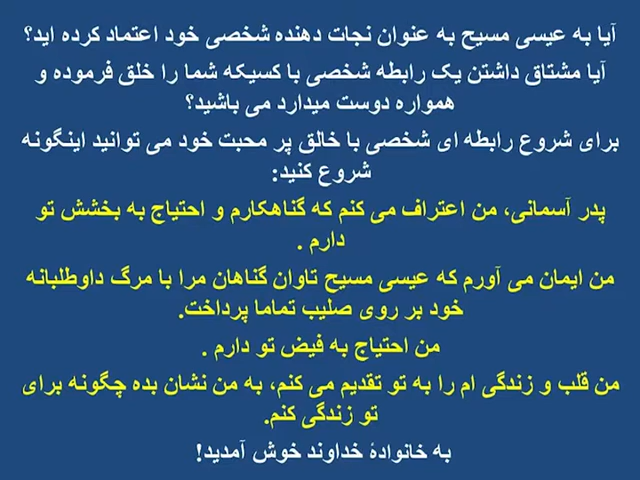 آیا به عیسی مسیح به عنوان نجات دهنده شخصی خود اعتماد کرده اید؟
آیا مشتاق داشتن یک رابطه شخصی با کسیکه شما را خلق فرموده و
همواره دوست میدارد می باشید؟
برای شروع رابطه ای شخصی با خالق پر محبت خود می توانید اینگونه
شروع کنید:
پدر آسمانی، من اعتراف می کنم که گناهکارم و احتیاج به بخشش تو
دارم .
من ایمان می آورم که عیسی مسیح تاوان گناهان مرا با مرگ داوطلبانه
خود بر روی صلیب تماما پرداخت.
من احتیاج به فیض تو دارم .
من قلب و زندگی ام را به تو تقدیم می کنم، به من نشان بده چگونه برای
تو زندگی کنم.
به خانوادهٔ خداوند خوش آمدید!